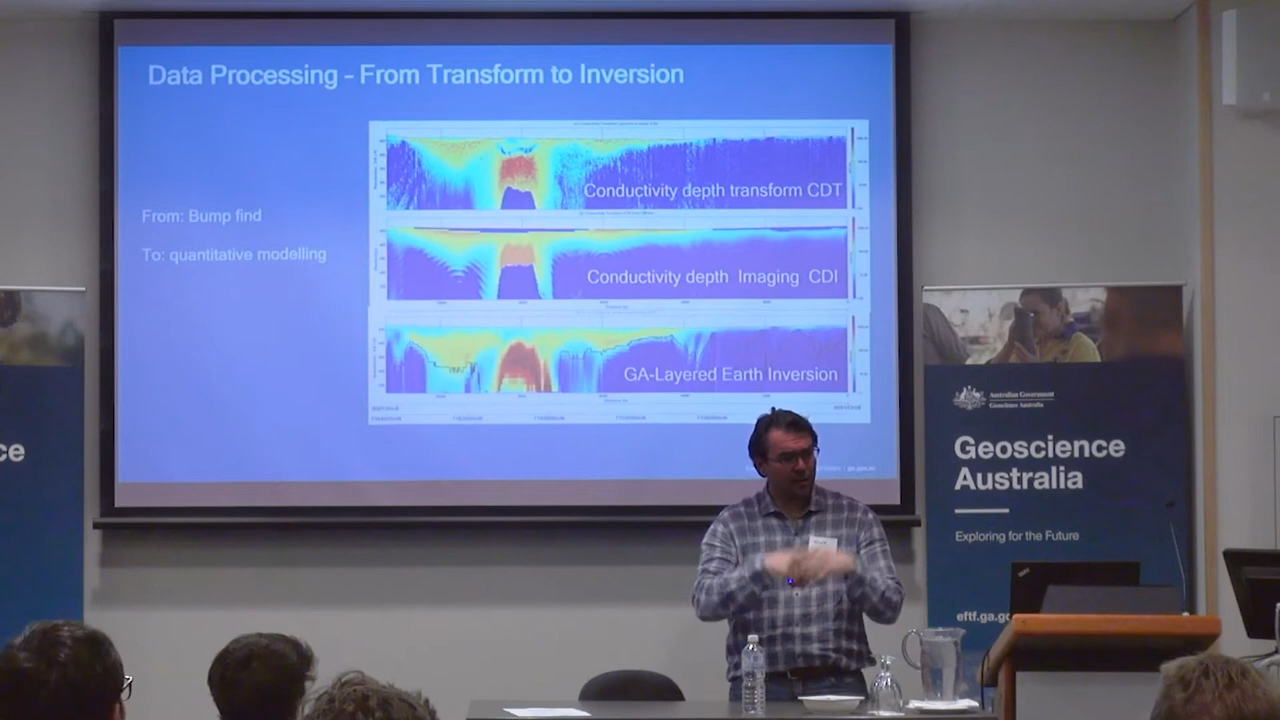 Data Processing - From Transform to Inversion
From: Bump find
To: quantitative modelling
Conductivity depth transform CDT
Conductivity depth Imaging CDI
GA-Layered Earth Inversion
ce
Australian Government
Geoscience Australia
Geoscience
Australia
Exploring for the Future
eftf.ga.go